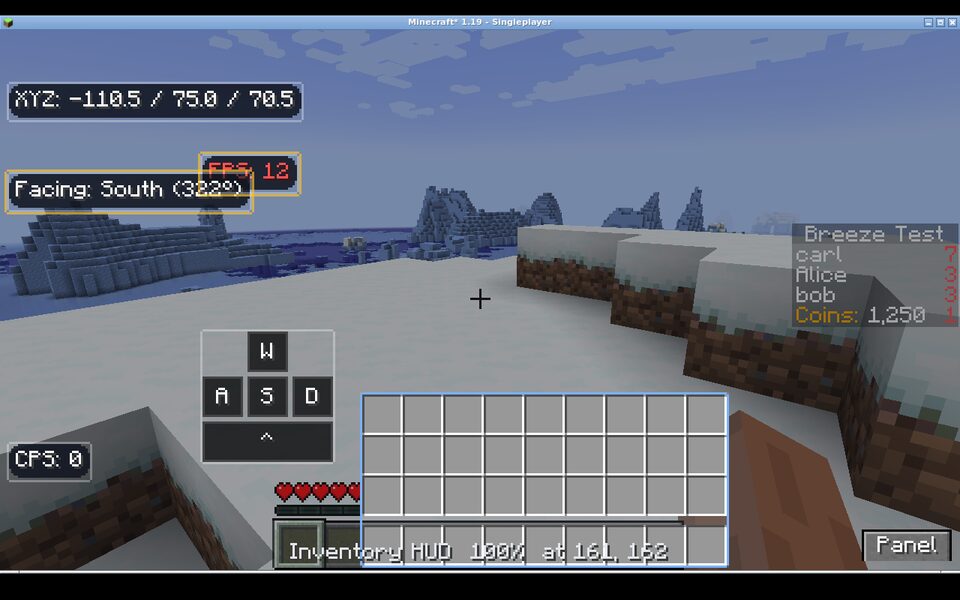 Minecraft* 1.19 - Singleplayer
XYZ: -110.5 / 75.0 / 70.5
FPS: 12
Facing: South (322°)
Breeze Test
carl 7
Alice 3
bob 3
Coins: 1,250 1
W
A S D
^
CPS: 0
Inventory HUD 100% at 161, 162
Panel